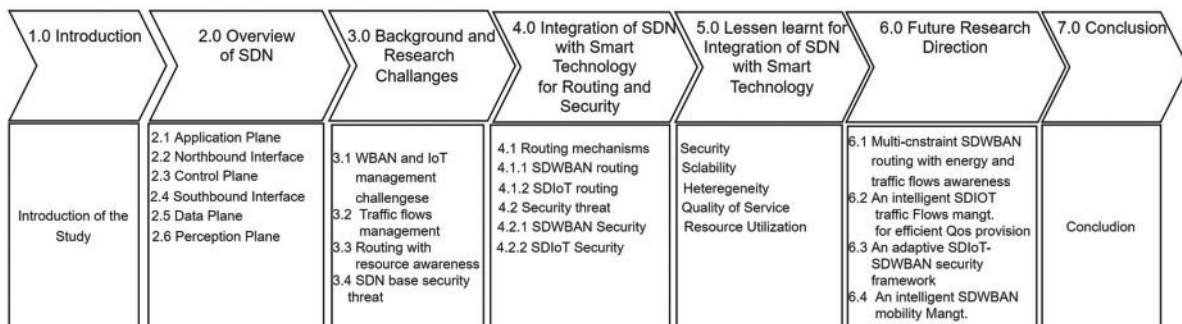 1.0 Introduction
2.0 Overview
of SDN
3.0 Background and
Research
Challanges
4.0 Integration of SDN
with Smart
Technology
for Routing and
Security
5.0 Lessen learnt for
Integration of SDN
with Smart
Technology
6.0 Future Research
Direction
7.0 Conclusion
Introduction of the
Study
2.1 Application Plane
2.2 Northbound Interface
2.3 Control Plane
2.4 Southbound Interface
2.5 Data Plane
2.6 Perception Plane
3.1 WBAN and IoT
management
challengese
3.2 Traffic flows
management
3.3 Routing with
resource awareness
3.4 SDN base security
threat
4.1 Routing mechanisms
4.1.1 SDWBAN routing
4.1.2 SDIoT routing
4.2 Security threat
4.2.1 SDWBAN Security
4.2.2 SDIoT Security
Security
Sclability
Heteregeneity
Quality of Service
Resource Utilization
6.1 Multi-cnstraint SDWBAN
routing with energy and
traffic flows awareness
6.2 An intelligent SDIOT
traffic Flows mangt.
for efficient Qos provision
6.3 An adaptive SDIoT-
SDWBAN security
framework
6.4 An intelligent SDWBAN
mobility Mangt.
Concludion